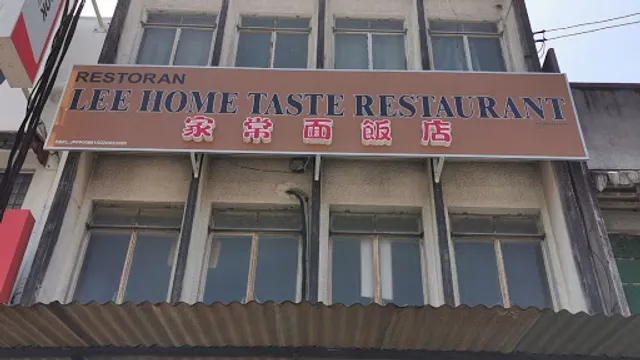 RESTORAN
LEE HOME TASTE RESTAURANT
家常面飯店